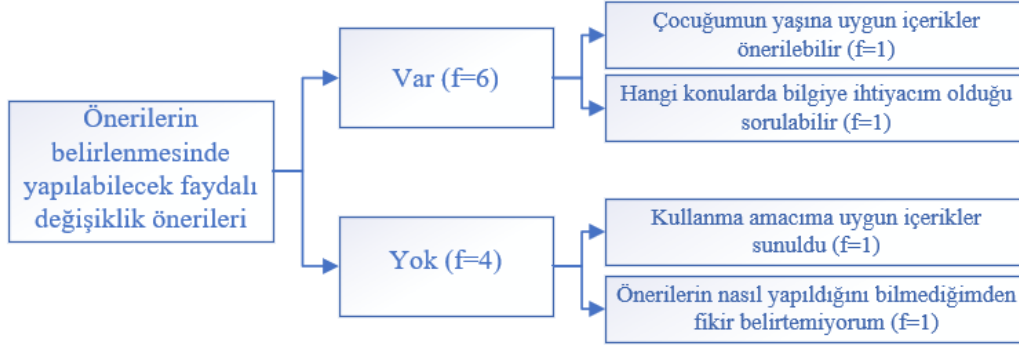 Önerilerin
belirlenmesinde
yapılabilecek faydalı
değişiklik önerileri
Var (f=6)
Çocuğumun yaşına uygun içerikler
önerilebilir (f=1)
Hangi konularda bilgiye ihtiyacım olduğu
sorulabilir (f=1)
Yok (f=4)
Kullanma amacıma uygun içerikler
sunuldu (f=1)
Önerilerin nasıl yapıldığını bilmediğimden
fikir belirtemiyorum (f=1)